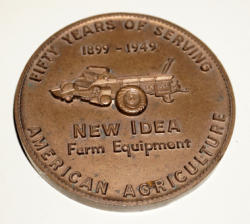 FIFTY YEARS OF SERVING
1899 - 1949
NEW IDEA
Farm Equipment
AMERICAN AGRICULTURE